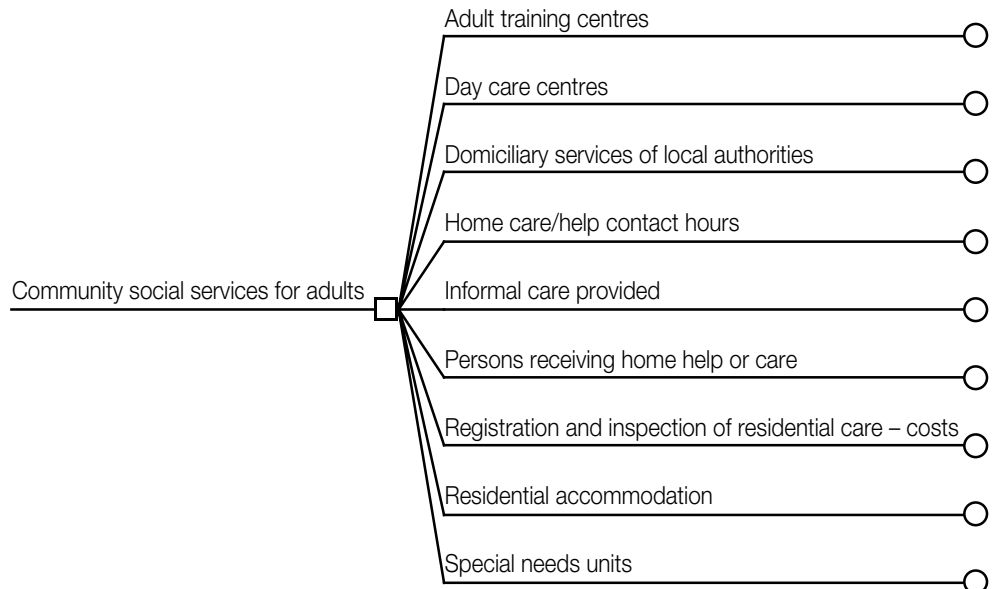 Adult training centres
Day care centres
Domiciliary services of local authorities
Home care/help contact hours
Community social services for adults
Informal care provided
Persons receiving home help or care
Registration and inspection of residential care – costs
Residential accommodation
Special needs units